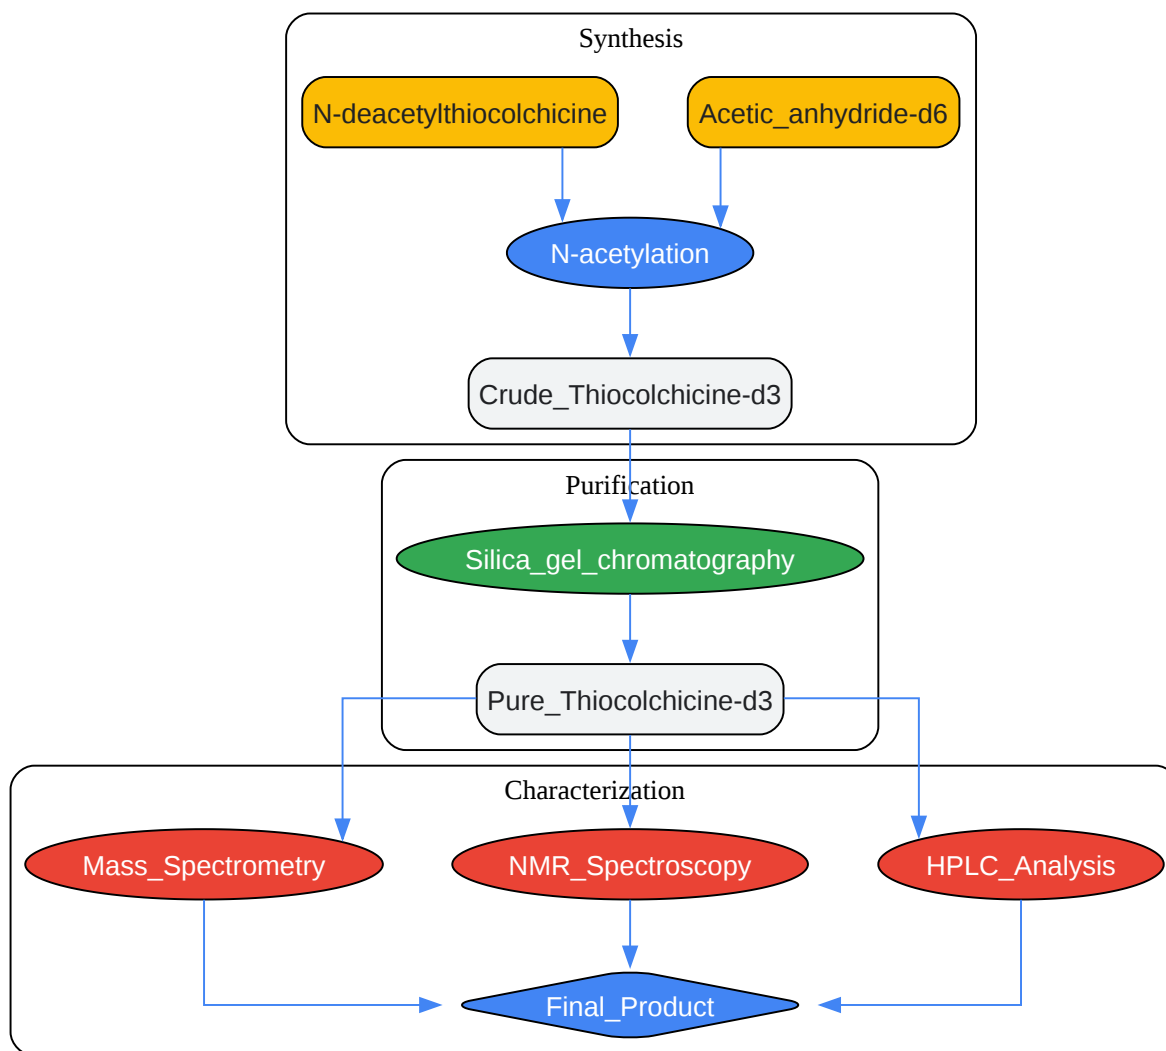 Synthesis
N-deacetylthiocolchicine
Acetic_anhydride-d6
N-acetylation
Crude_Thiocolchicine-d3
Purification
Silica_gel_chromatography
Pure_Thiocolchicine-d3
Characterization
Mass_Spectrometry
NMR_Spectroscopy
HPLC_Analysis
Final_Product